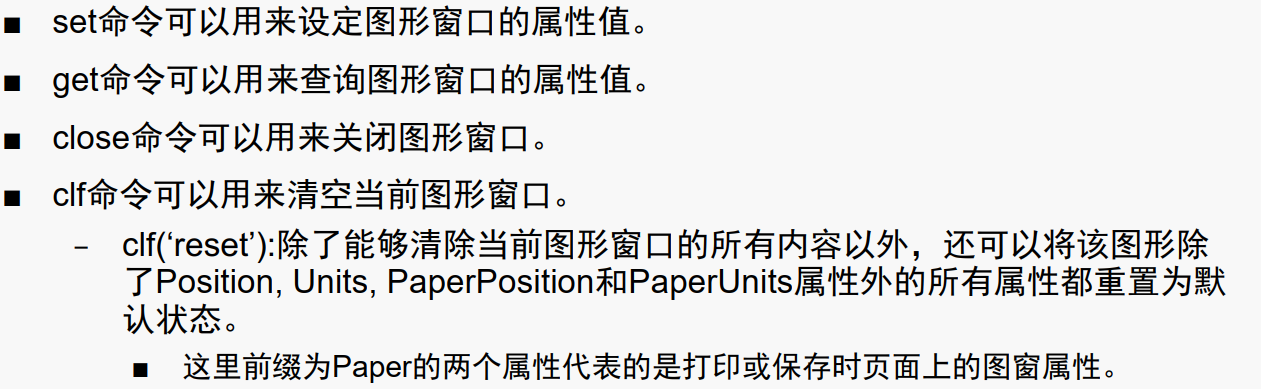 ■ set命令可以用来设定图形窗口的属性值。
■ get命令可以用来查询图形窗口的属性值。
■ close命令可以用来关闭图形窗口。
■ clf命令可以用来清空当前图形窗口。
– clf(‘reset’):除了能够清除当前图形窗口的所有内容以外，还可以将该图形除
了Position, Units, PaperPosition和PaperUnits属性外的所有属性都重置为默
认状态。
■ 这里前缀为Paper的两个属性代表的是打印或保存时页面上的图窗属性。